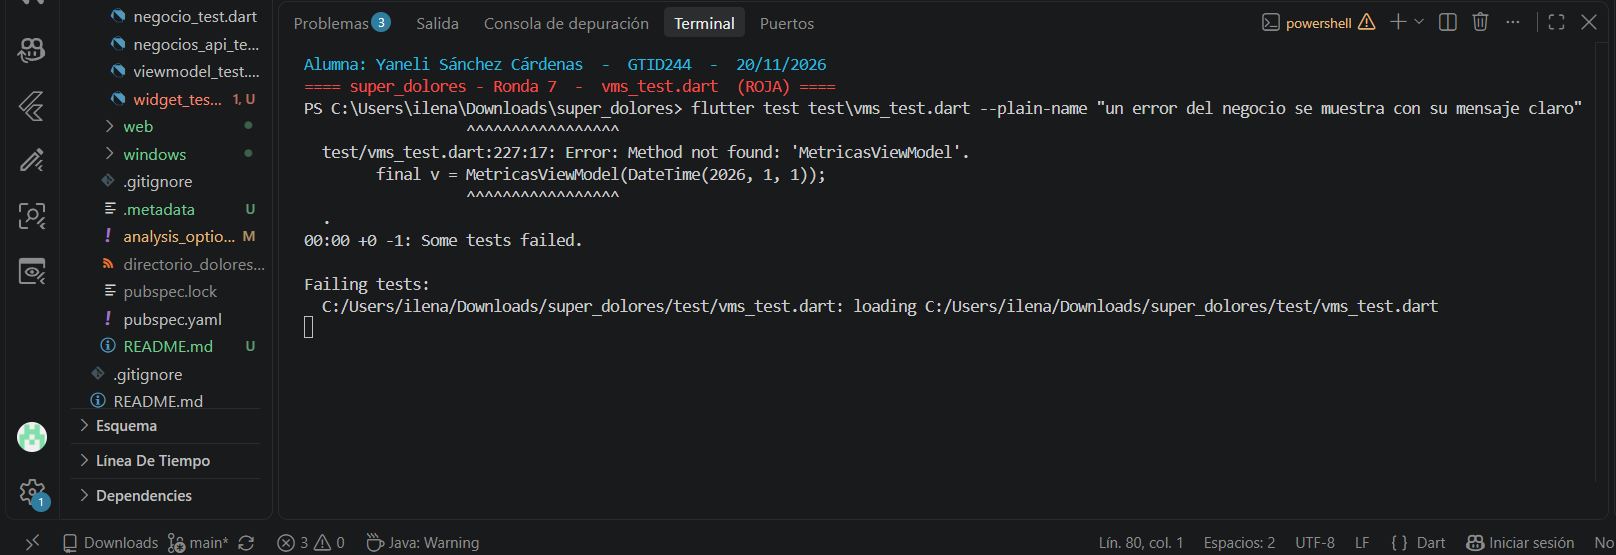 negocio_test.dart
negocios_api_te...
viewmodel_test....
widget_tes... 1, U
web
windows
.gitignore
.metadata U
analysis_optio... M
directorio_dolores...
pubspec.lock
pubspec.yaml
README.md U
.gitignore
README.md
Esquema
Línea De Tiempo
Dependencies
1
Problemas 3 Salida Consola de depuración Terminal Puertos
powershell
Alumna: Yaneli Sánchez Cárdenas - GTID244 - 20/11/2026
==== super_dolores - Ronda 7 - vms_test.dart (ROJA) ====
PS C:\Users\ilena\Downloads\super_dolores> flutter test test\vms_test.dart --plain-name "un error del negocio se muestra con su mensaje claro"
^^^^^^^^^^^^^^^^^
test/vms_test.dart:227:17: Error: Method not found: 'MetricasViewModel'.
final v = MetricasViewModel(DateTime(2026, 1, 1));
^^^^^^^^^^^^^^^^^
.
00:00 +0 -1: Some tests failed.
Failing tests:
C:/Users/ilena/Downloads/super_dolores/test/vms_test.dart: loading C:/Users/ilena/Downloads/super_dolores/test/vms_test.dart
Downloads main* 3 0 Java: Warning Lín. 80, col. 1 Espacios: 2 UTF-8 LF { } Dart Iniciar sesión No